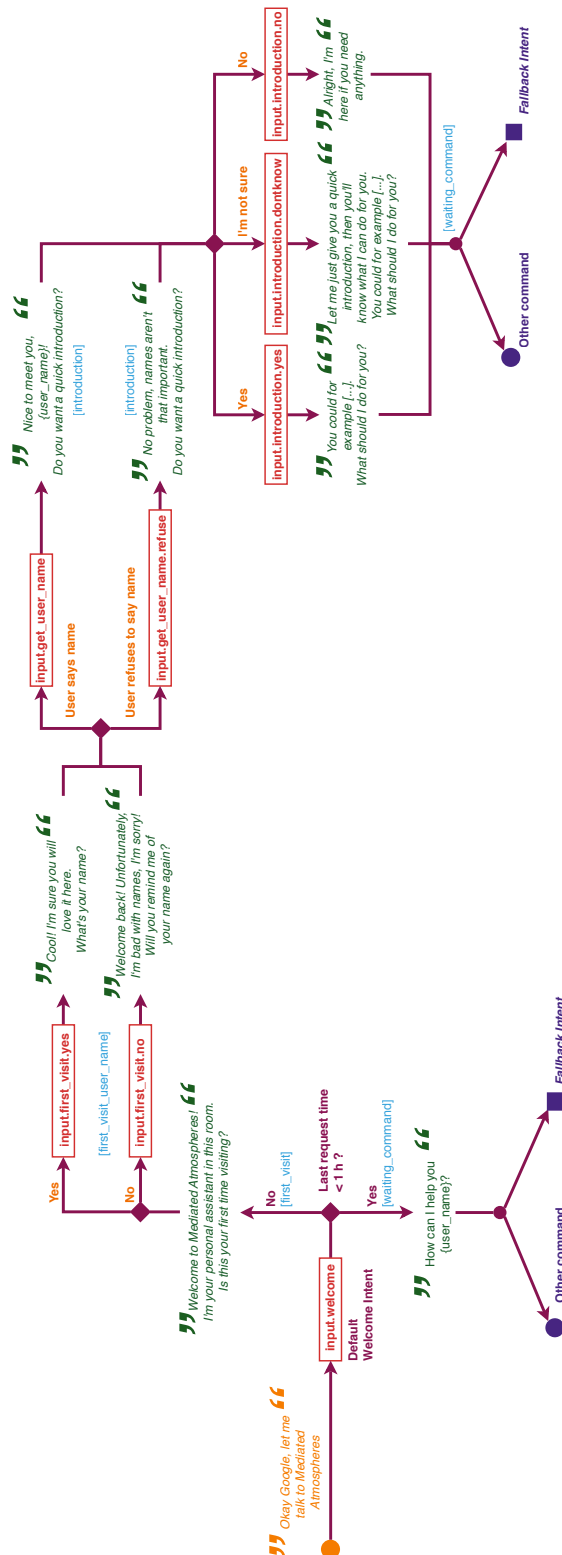 Okay Google, let me
talk to Mediated
Atmospheres
input.welcome
Default
Welcome Intent
Last request time
< 1 h ?
No
[first_visit]
Yes
[waiting_command]
How can I help you
{user_name}?
Other command
Fallback Intent
Welcome to Mediated Atmospheres!
I'm your personal assistant in this room.
Is this your first time visiting?
Yes
No
input.first_visit.yes
[first_visit_user_name]
input.first_visit.no
Cool! I'm sure you will
love it here.
What's your name?
Welcome back! Unfortunately,
I'm bad with names, I'm sorry!
Will you remind me of
your name again?
input.get_user_name
User says name
User refuses to say name
input.get_user_name.refuse
Nice to meet you,
{user_name}!
Do you want a quick introduction?
[introduction]
[introduction]
No problem, names aren't
that important.
Do you want a quick introduction?
Yes
I'm not sure
No
input.introduction.yes
input.introduction.dontknow
input.introduction.no
You could for
example [...].
What should I do for you?
Let me just give you a quick
introduction, then you'll
know what I can do for you.
You could for example [...].
What should I do for you?
Alright, I'm
here if you need
anything.
[waiting_command]
Other command
Fallback Intent